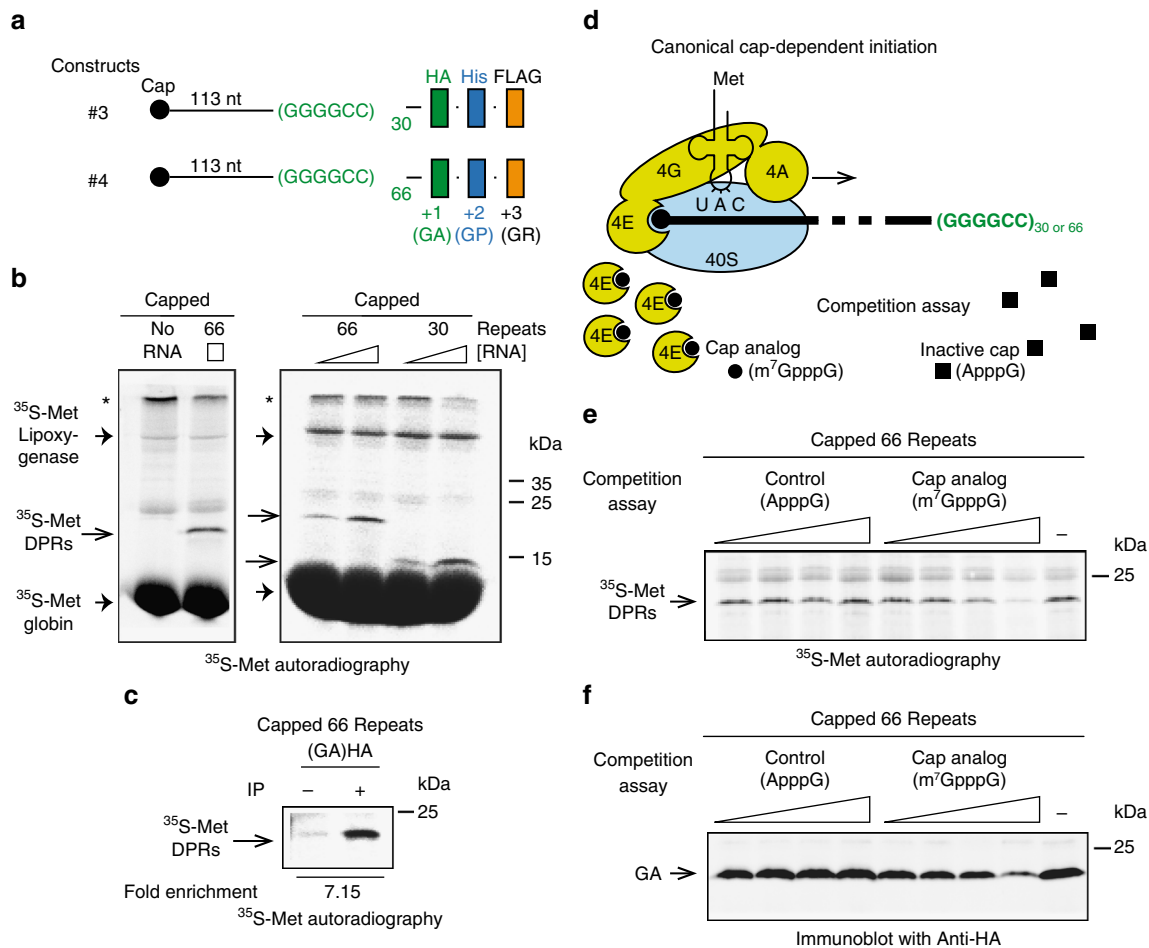 a
Constructs
Cap
HA His FLAG
#3 113 nt (GGGGCC)30
#4 113 nt (GGGGCC)66
+1 +2 +3
(GA) (GP) (GR)
b
Capped
No RNA 66
Capped
66 30 Repeats
[RNA]
*
*
35S-Met
Lipoxy-
genase
35S-Met
DPRs
35S-Met
globin
kDa
35
25
15
35S-Met autoradiography
c
Capped 66 Repeats
(GA)HA
IP – +
kDa
25
35S-Met
DPRs
Fold enrichment 7.15
35S-Met autoradiography
d
Canonical cap-dependent initiation
Met
4G
4A
U A C
4E
(GGGGCC)30 or 66
40S
4E
4E
4E
4E
Competition assay
Cap analog
(m7GpppG)
Inactive cap
(ApppG)
e
Capped 66 Repeats
Competition
assay
Control
(ApppG)
Cap analog
(m7GpppG)
–
kDa
25
35S-Met
DPRs
35S-Met autoradiography
f
Capped 66 Repeats
Competition
assay
Control
(ApppG)
Cap analog
(m7GpppG)
–
kDa
25
GA
Immunoblot with Anti-HA